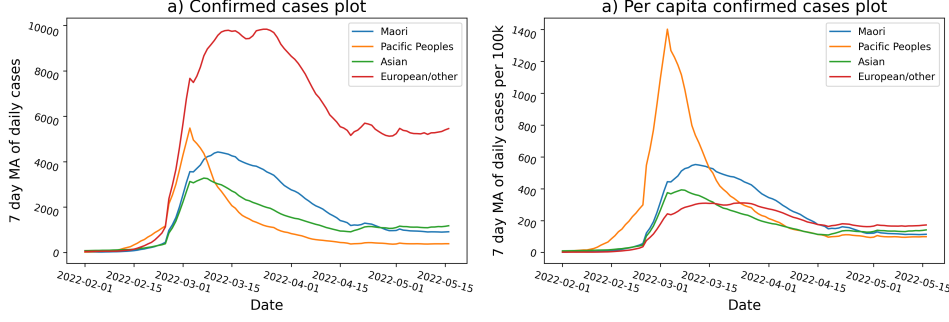 a) Confirmed cases plot
10000
8000
6000
4000
2000
0
7 day MA of daily cases
Maori
Pacific Peoples
Asian
European/other
2022-02-01
2022-02-15
2022-03-01
2022-03-15
2022-04-01
2022-04-15
2022-05-01
2022-05-15
Date
a) Per capita confirmed cases plot
1400
1200
1000
800
600
400
200
0
7 day MA of daily cases per 100k
Maori
Pacific Peoples
Asian
European/other
2022-02-01
2022-02-15
2022-03-01
2022-03-15
2022-04-01
2022-04-15
2022-05-01
2022-05-15
Date